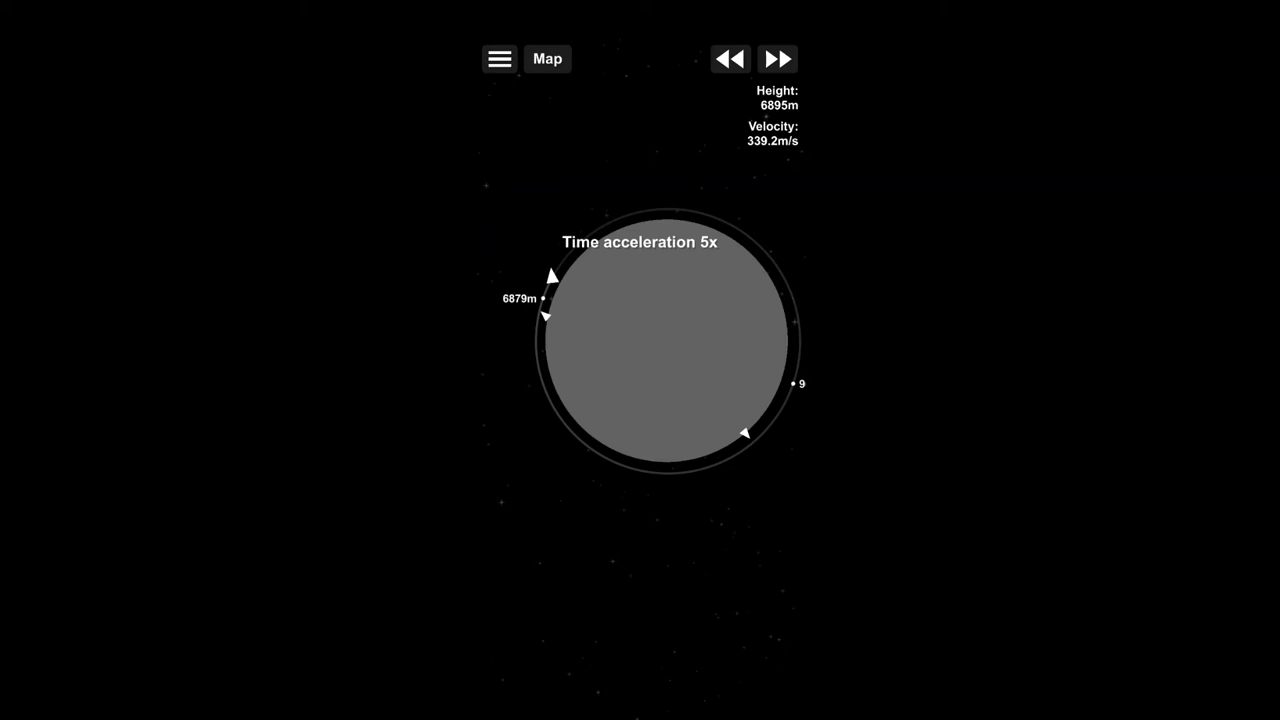 Map
Height:
6895m
Velocity:
339.2m/s
Time acceleration 5x
6879m
9